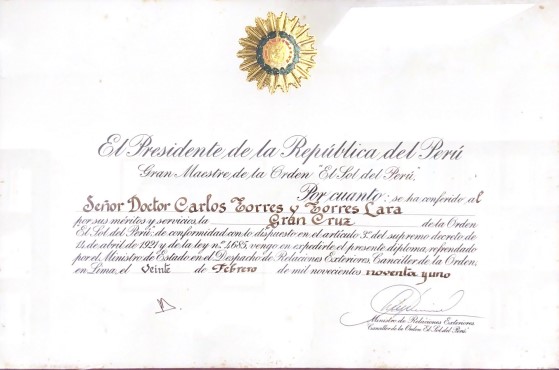 El Presidente de la República del Perú
Gran Maestre de la Orden "El Sol del Perú,"
Por cuanto: se ha conferido al
Señor Doctor Carlos Torres y Torres Lara
por sus méritos y servicios, la Gran Cruz de la Orden
El Sol del Perú: de conformidad con lo dispuesto en el artículo 3º. del supremo decreto de
14 de abril de 1921 y de la ley n.º 4685, vengo en expedirle el presente diploma, refrendado
por el Ministro de Estado en el Despacho de Relaciones Exteriores, Canciller de la Orden,
en Lima, el veinte de Febrero de mil novecientos noventa y uno
Ministro de Relaciones Exteriores
Canciller de la Orden "El Sol del Perú"